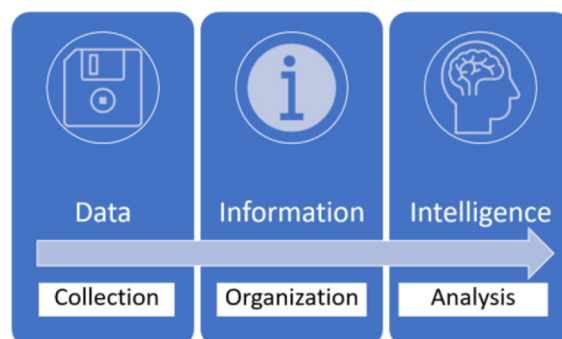 Data
Information
Intelligence
Collection
Organization
Analysis